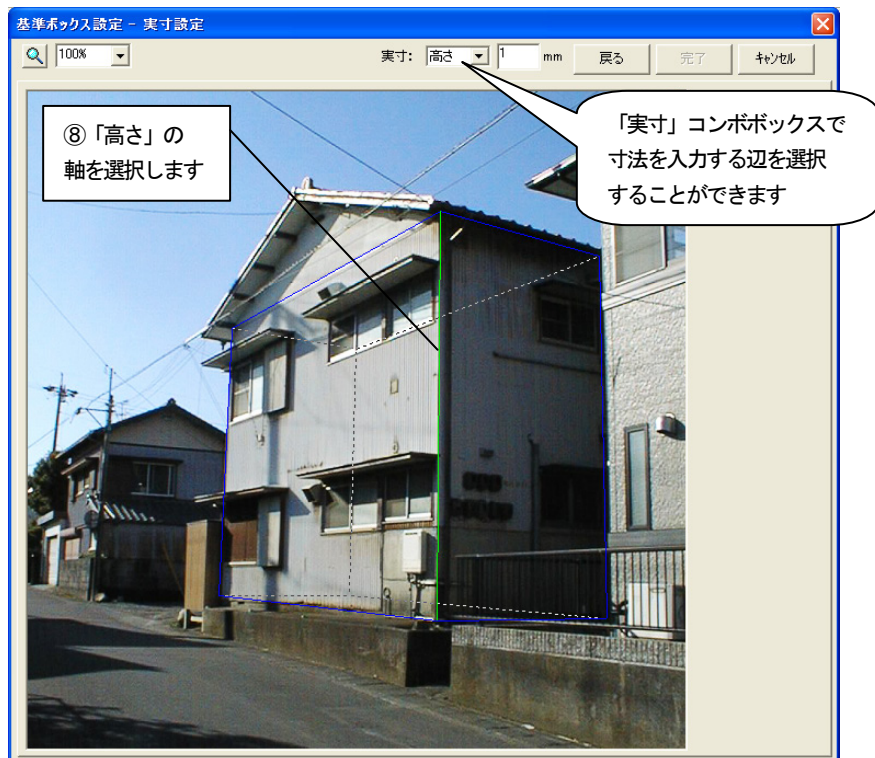 基準ボックス設定 - 実寸設定
100%
実寸: 高さ 1 mm 戻る 完了 キャンセル
⑧「高さ」の
軸を選択します
「実寸」コンボボックスで
寸法を入力する辺を選択
することができます